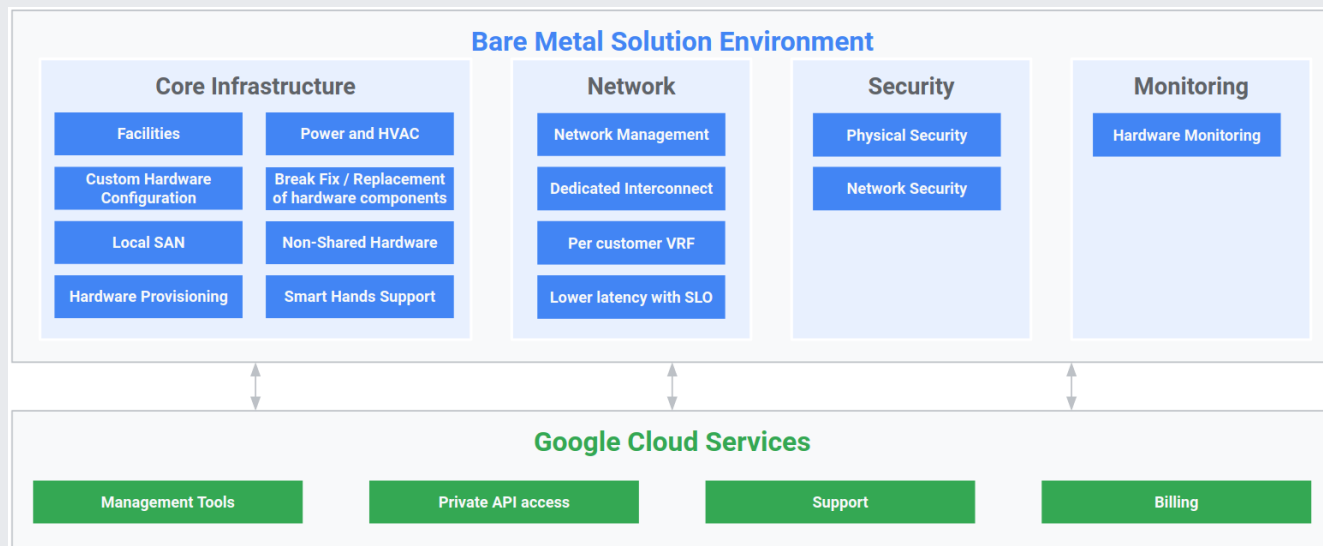 Bare Metal Solution Environment
Core Infrastructure
Facilities
Power and HVAC
Custom Hardware
Configuration
Break Fix / Replacement
of hardware components
Local SAN
Non-Shared Hardware
Hardware Provisioning
Smart Hands Support
Network
Network Management
Dedicated Interconnect
Per customer VRF
Lower latency with SLO
Security
Physical Security
Network Security
Monitoring
Hardware Monitoring
Google Cloud Services
Management Tools
Private API access
Support
Billing